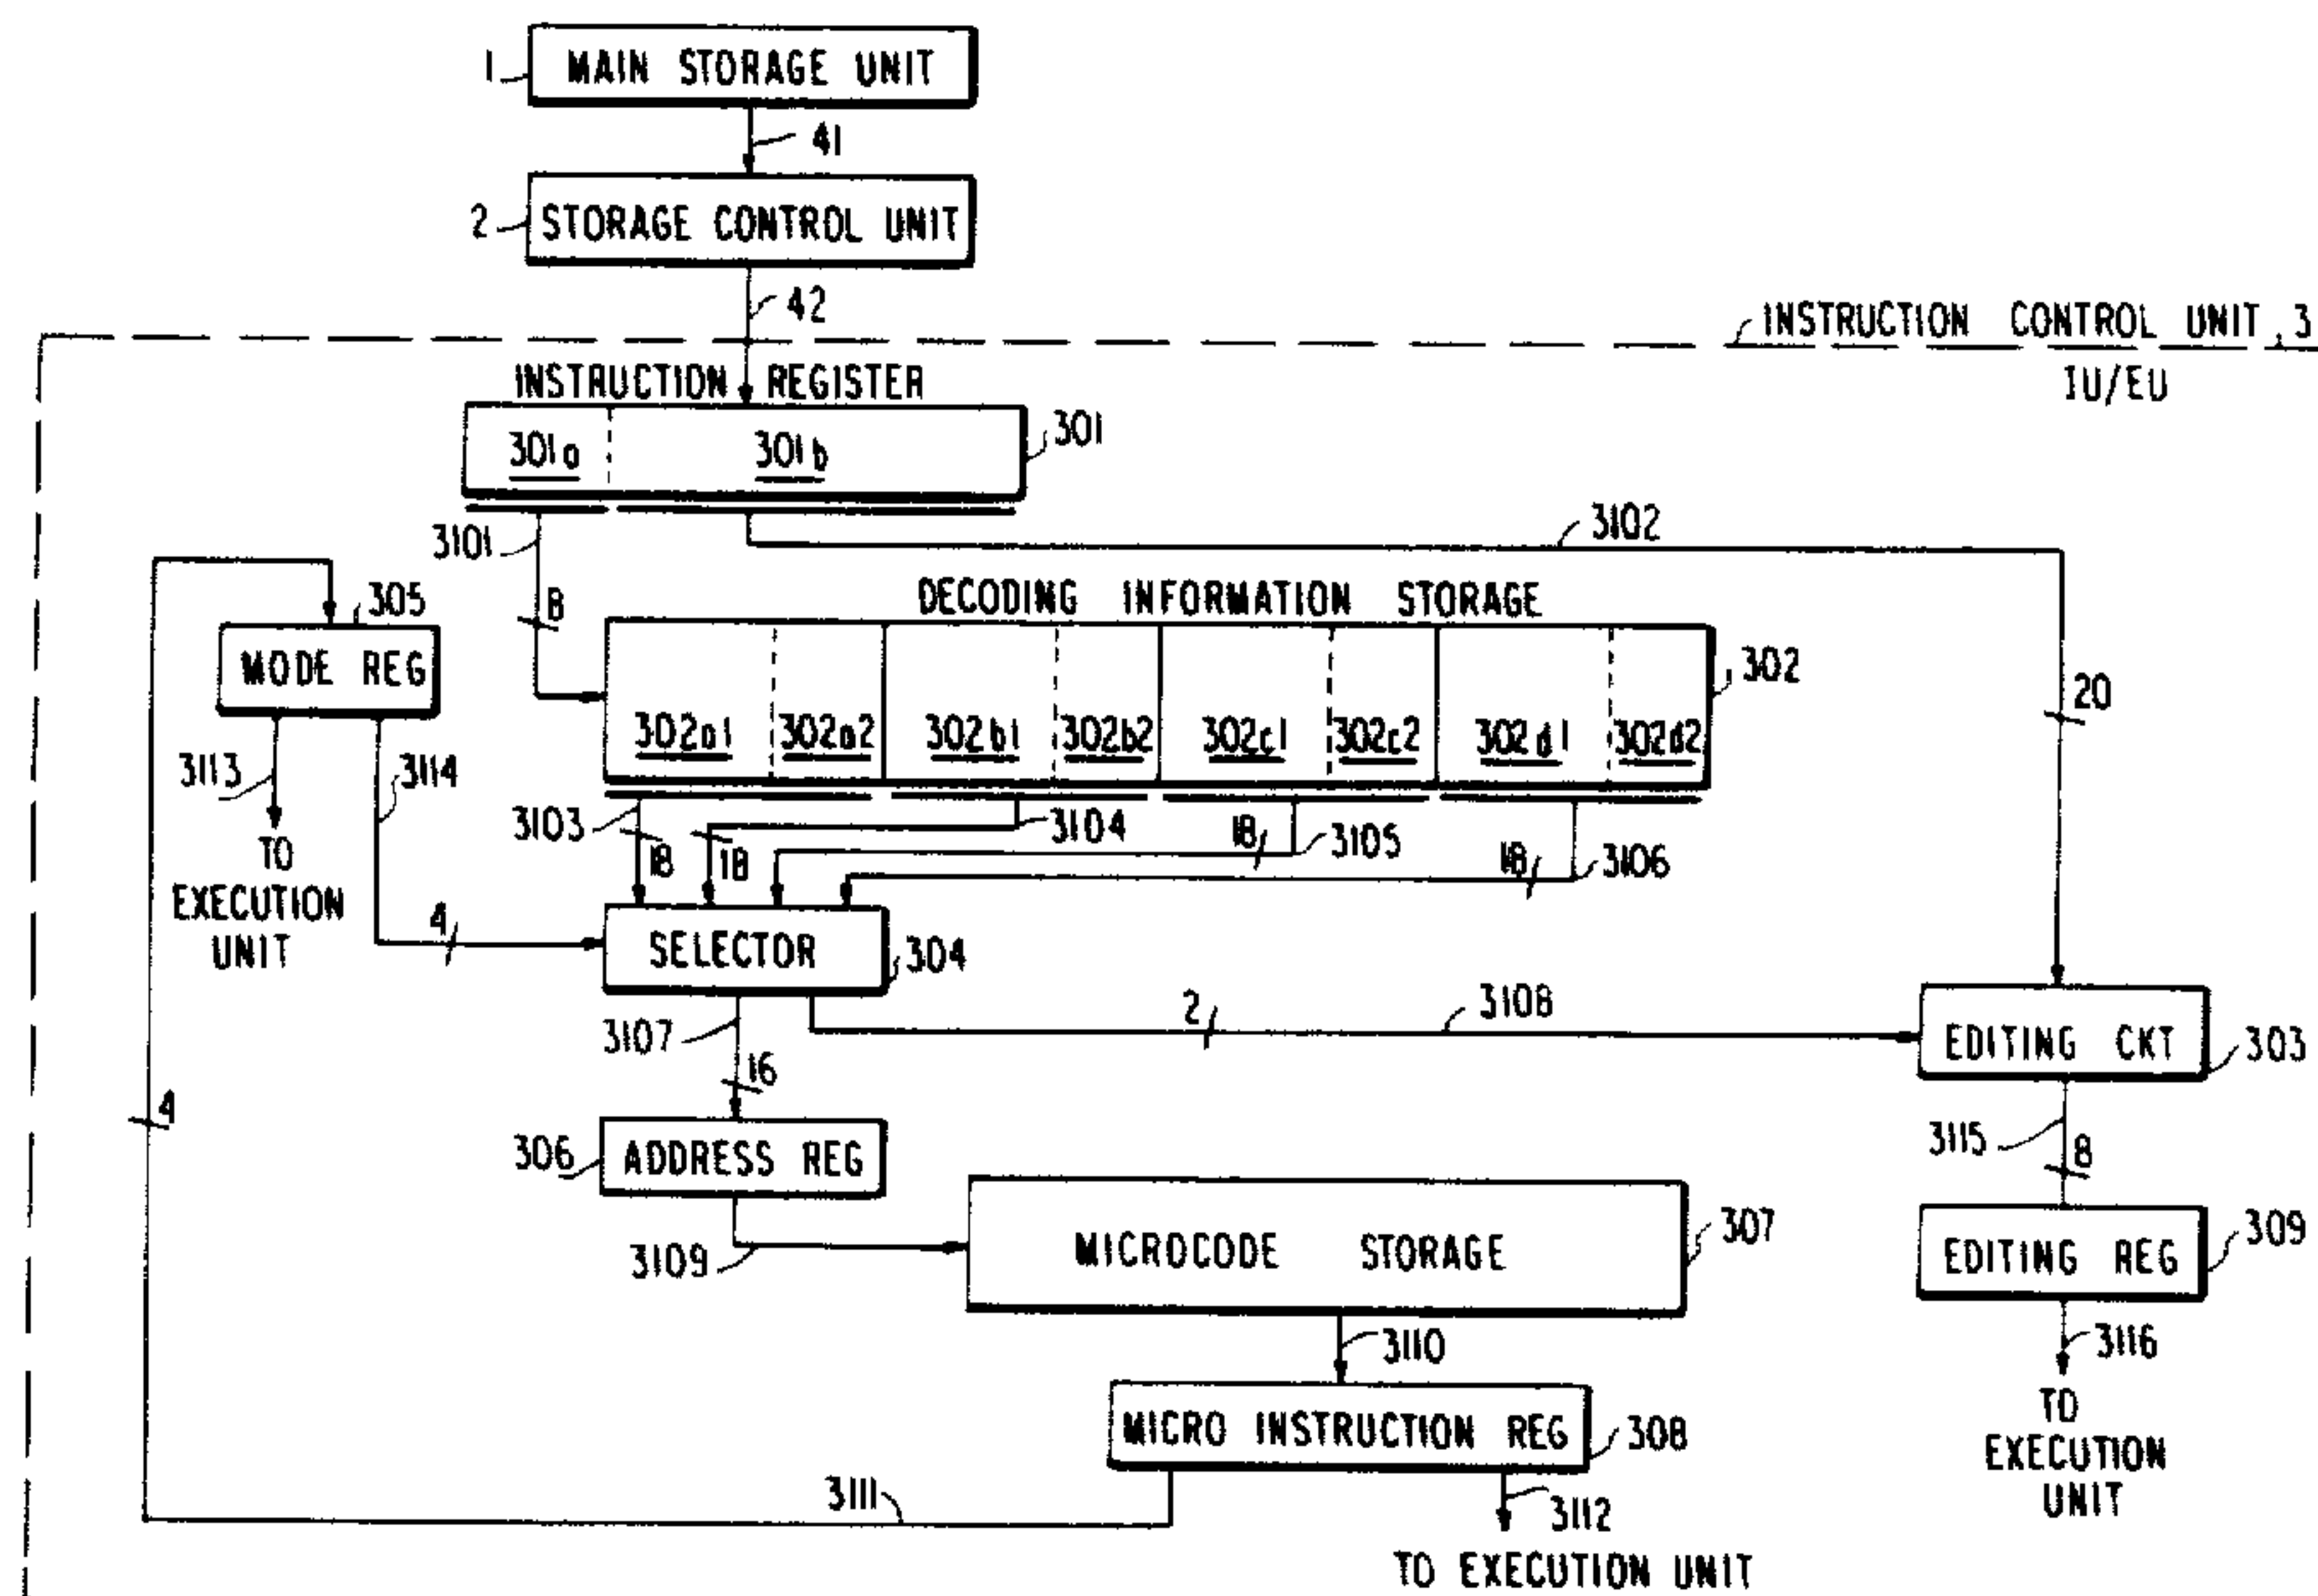 1 MAIN STORAGE UNIT
41
2 STORAGE CONTROL UNIT
42
INSTRUCTION CONTROL UNIT, 3
IU/EU
INSTRUCTION REGISTER
301a 301b 301
3101 3102
8
DECODING INFORMATION STORAGE
305
MODE REG
302
20
302a1 302a2 302b1 302b2 302c1 302c2 302d1 302d2
3113 3114
3103 18 18 3104 18 3105 18 3106
TO
EXECUTION
UNIT
4
SELECTOR 304
3107 2 3108
EDITING CKT 303
16
4
306 ADDRESS REG
3115 8
3109
MICROCODE STORAGE 307
EDITING REG 309
3110
3116
MICRO INSTRUCTION REG 308
TO
EXECUTION
UNIT
3111
3112
TO EXECUTION UNIT